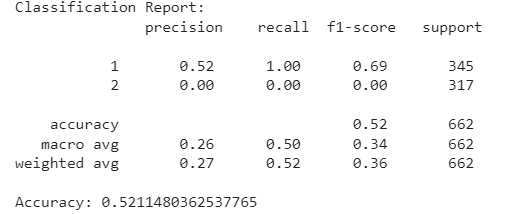 Classification Report:
precision recall f1-score support
1 0.52 1.00 0.69 345
2 0.00 0.00 0.00 317
accuracy 0.52 662
macro avg 0.26 0.50 0.34 662
weighted avg 0.27 0.52 0.36 662
Accuracy: 0.5211480362537765